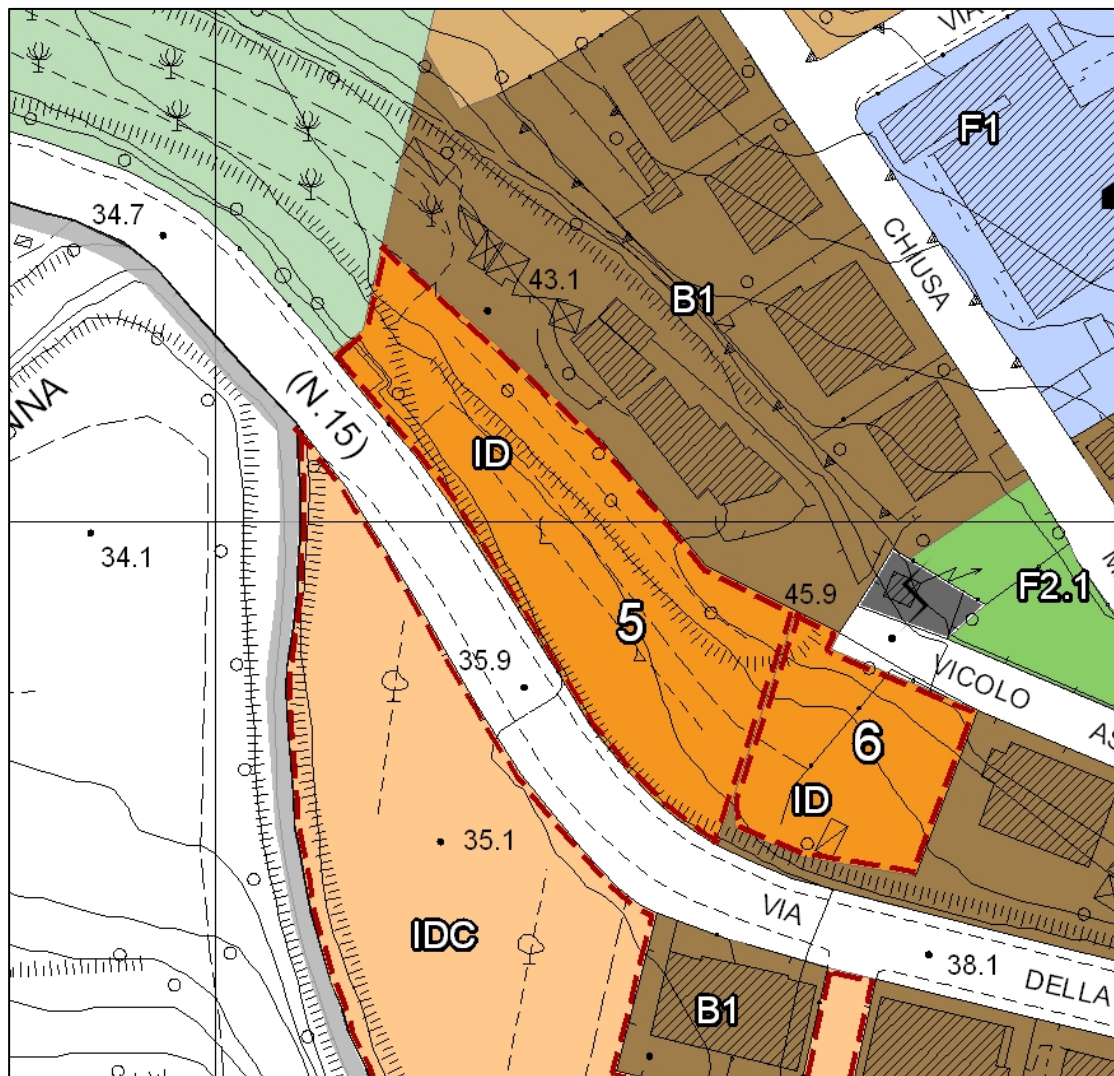 VIA
F1
34.7
CHIUSA
43.1
B1
(N.15)
ID
34.1
5
45.9
F2.1
35.9
VICOLO
6
ID
35.1
VIA
IDC
38.1
DELLA
B1